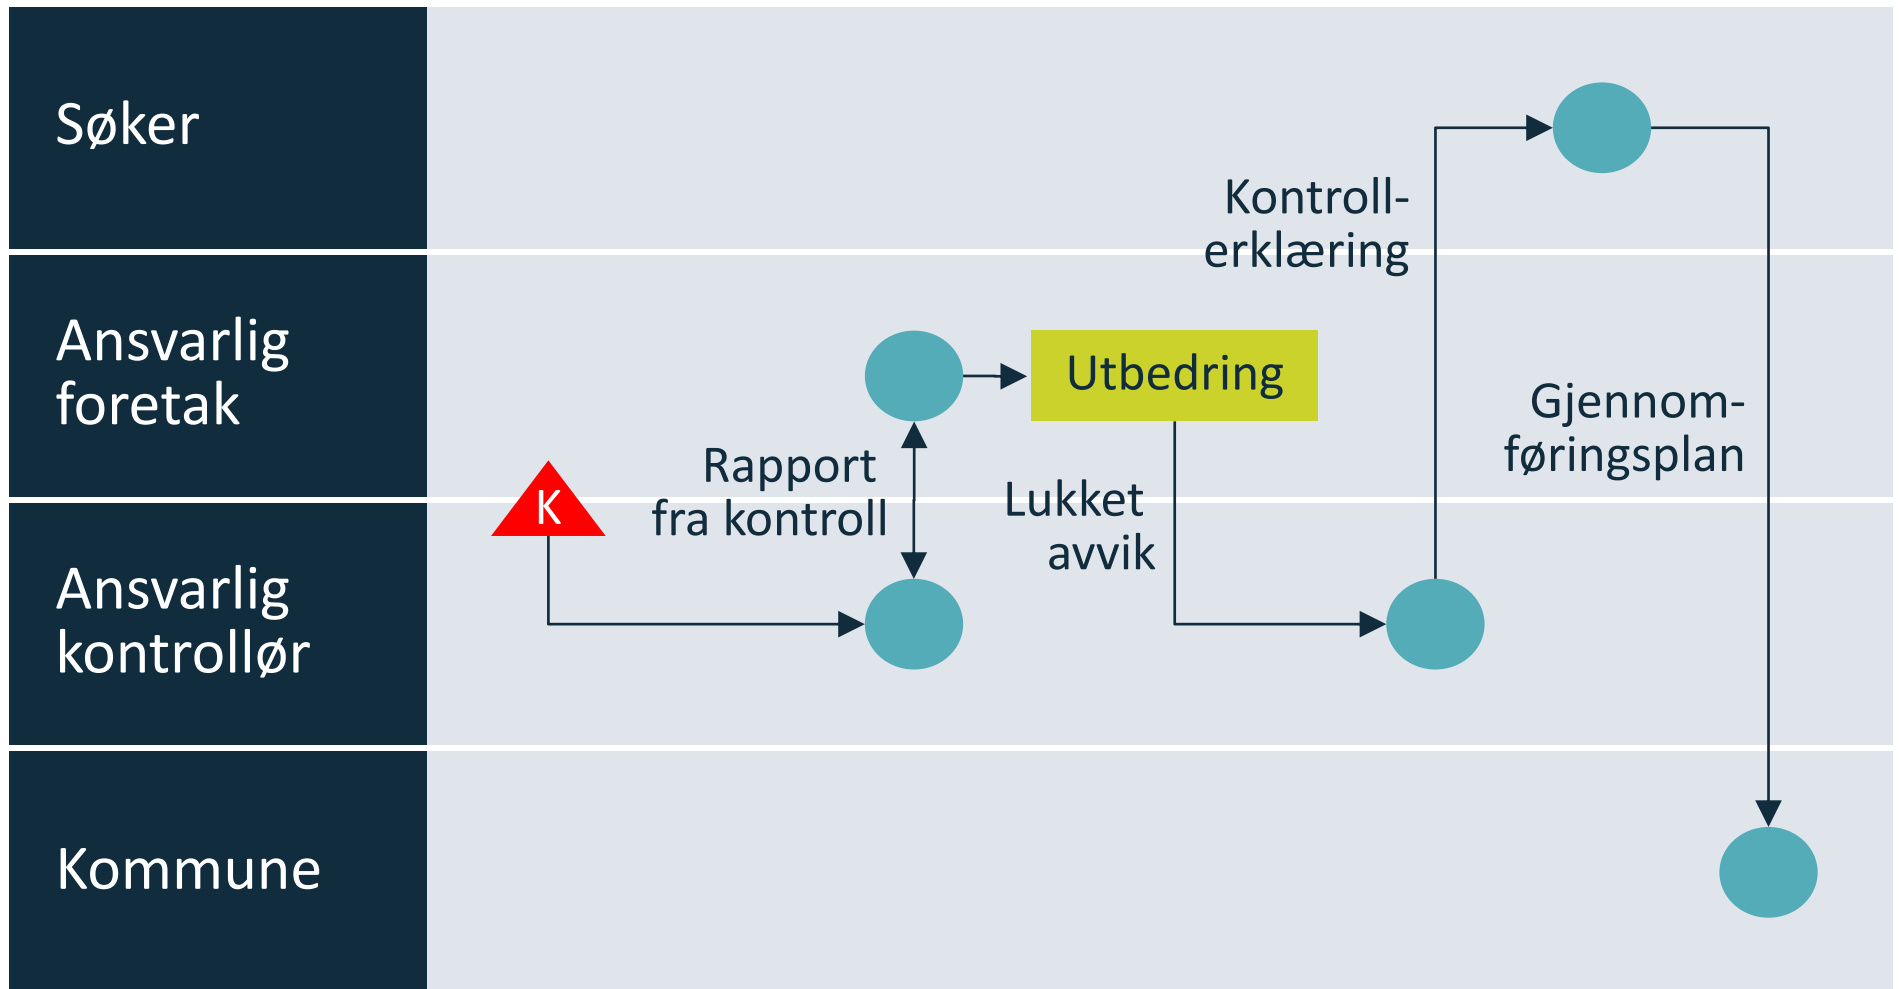 Søker
Kontroll-
erklæring
Ansvarlig
foretak
Utbedring
Gjennom-
føringsplan
Rapport
fra kontroll
K
Lukket
avvik
Ansvarlig
kontrollør
Kommune